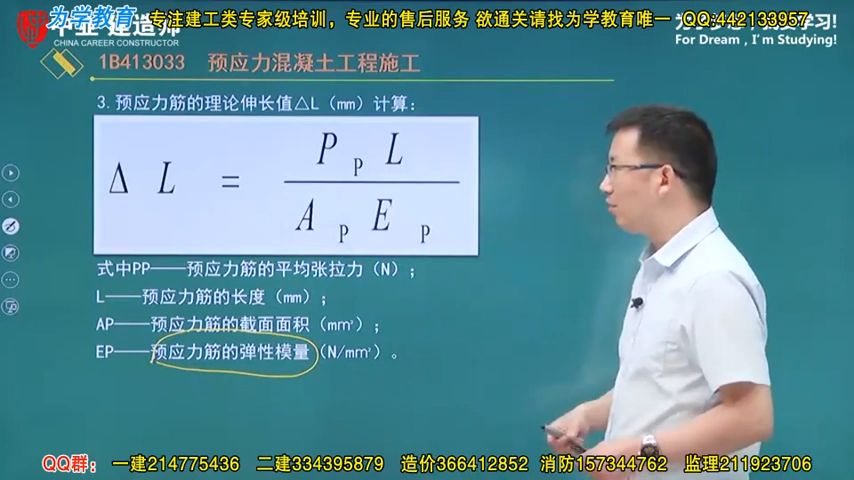 为学教育 专注建工类专家级培训，专业的售后服务 欲通关请找为学教育唯一 QQ:442133957
CHINA CAREER CONSTRUCTOR
For Dream , I'm Studying!
1B413033 预应力混凝土工程施工
3.预应力筋的理论伸长值△L（mm）计算：
Δ L = P P L / A P E P
式中PP——预应力筋的平均张拉力（N）；
L——预应力筋的长度（mm）；
AP——预应力筋的截面面积（mm²）；
EP——预应力筋的弹性模量（N/mm²）。
QQ群： 一建214775436 二建334395879 造价366412852 消防157344762 监理211923706